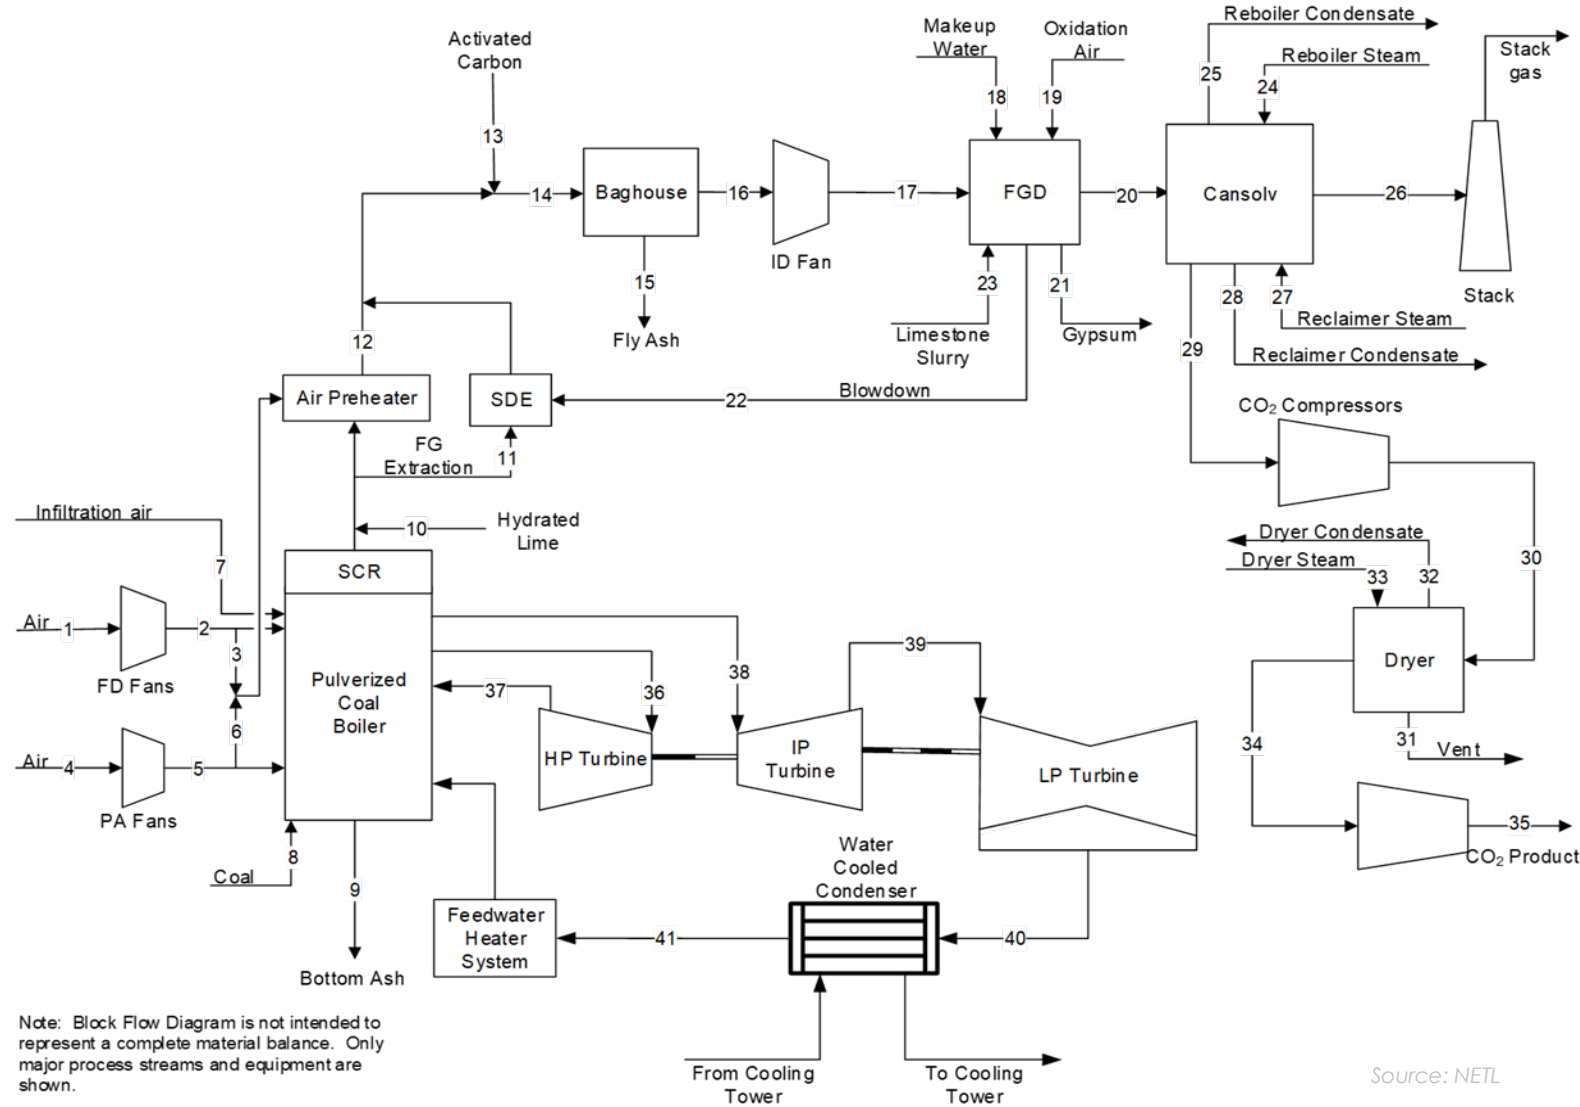 Reboiler Condensate
Makeup
Water
Oxidation
Air
Activated
Carbon
Stack
gas
Reboiler Steam
25
24
18
19
13
14
Baghouse
16
17
FGD
20
Cansolv
26
ID Fan
15
23
21
28
27
Stack
Fly Ash
Limestone
Slurry
Gypsum
Reclaimer Steam
29
Reclaimer Condensate
12
Air Preheater
SDE
22
Blowdown
CO₂ Compressors
FG
Extraction
11
Infiltration air
10
Hydrated
Lime
7
SCR
Dryer Condensate
Dryer Steam
33
32
30
Air
1
2
3
FD Fans
Pulverized
Coal
Boiler
37
36
38
39
Dryer
6
HP Turbine
IP
Turbine
LP Turbine
34
31
Vent
Air
4
5
PA Fans
35
CO₂ Product
8
Coal
9
Water
Cooled
Condenser
Feedwater
Heater
System
41
40
Bottom Ash
Note: Block Flow Diagram is not intended to
represent a complete material balance. Only
major process streams and equipment are
shown.
From Cooling
Tower
To Cooling
Tower
Source: NETL